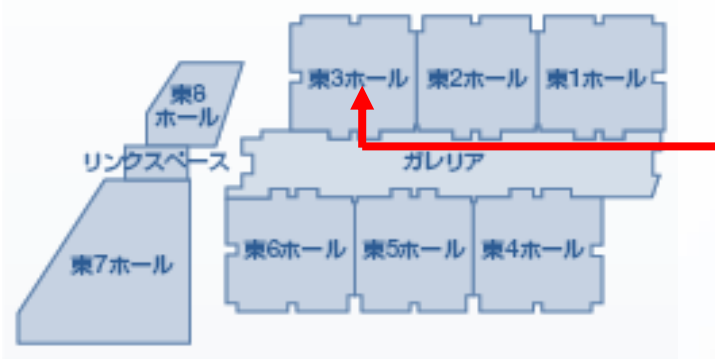 東3ホール
東2ホール
東1ホール
東8
ホール
リンクスペース
ガレリア
東6ホール
東5ホール
東4ホール
東7ホール